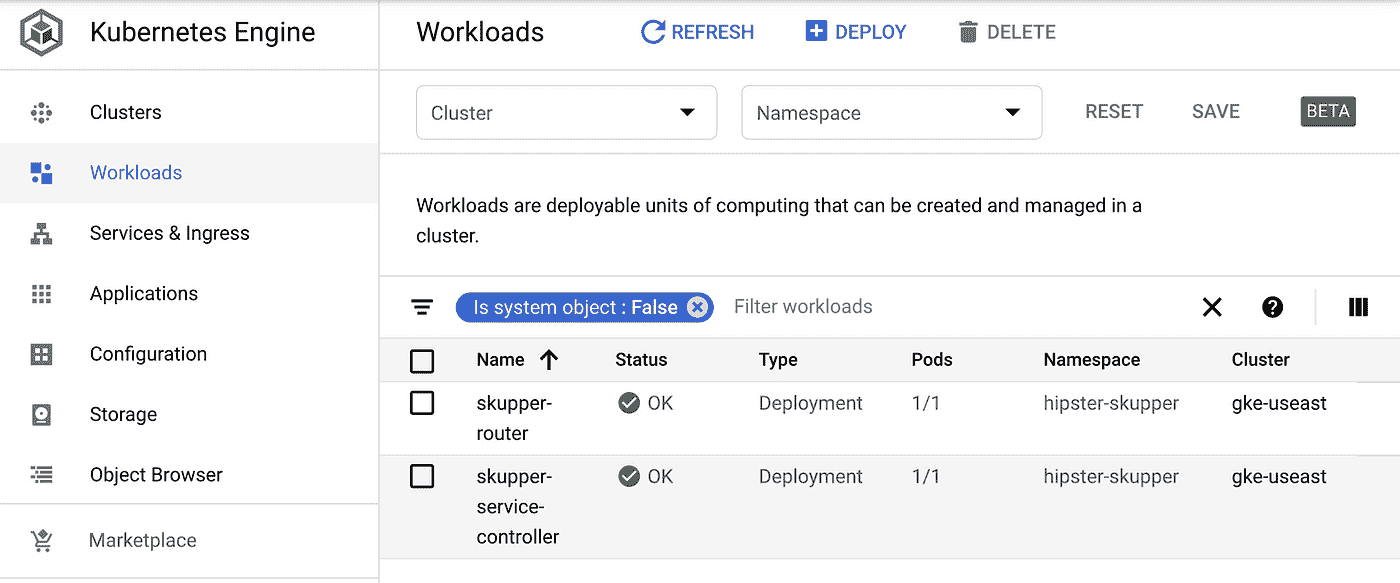 Kubernetes Engine
Clusters
Workloads
Services & Ingress
Applications
Configuration
Storage
Object Browser
Marketplace
Workloads REFRESH DEPLOY DELETE
Cluster Namespace RESET SAVE BETA
Workloads are deployable units of computing that can be created and managed in a
cluster.
Is system object : False Filter workloads
Name Status Type Pods Namespace Cluster
skupper- OK Deployment 1/1 hipster-skupper gke-useast
router
skupper- OK Deployment 1/1 hipster-skupper gke-useast
service-
controller